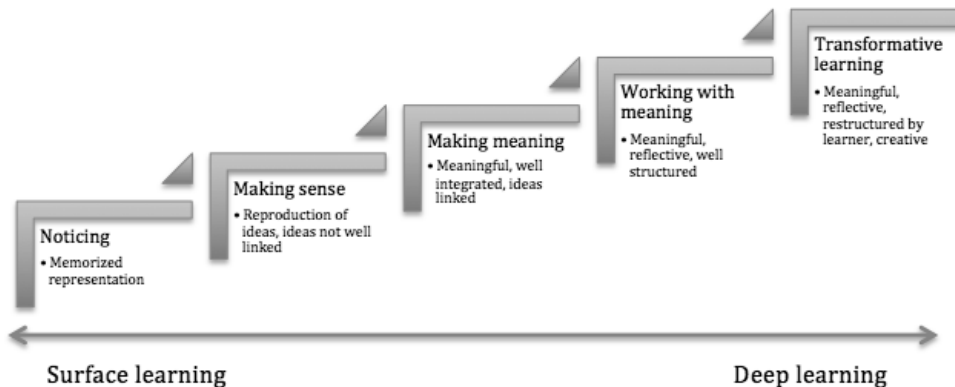 Noticing
• Memorized
representation
Making sense
• Reproduction of
ideas, ideas not well
linked
Making meaning
• Meaningful, well
integrated, ideas
linked
Working with
meaning
• Meaningful,
reflective, well
structured
Transformative
learning
• Meaningful,
reflective,
restructured by
learner, creative
Surface learning
Deep learning